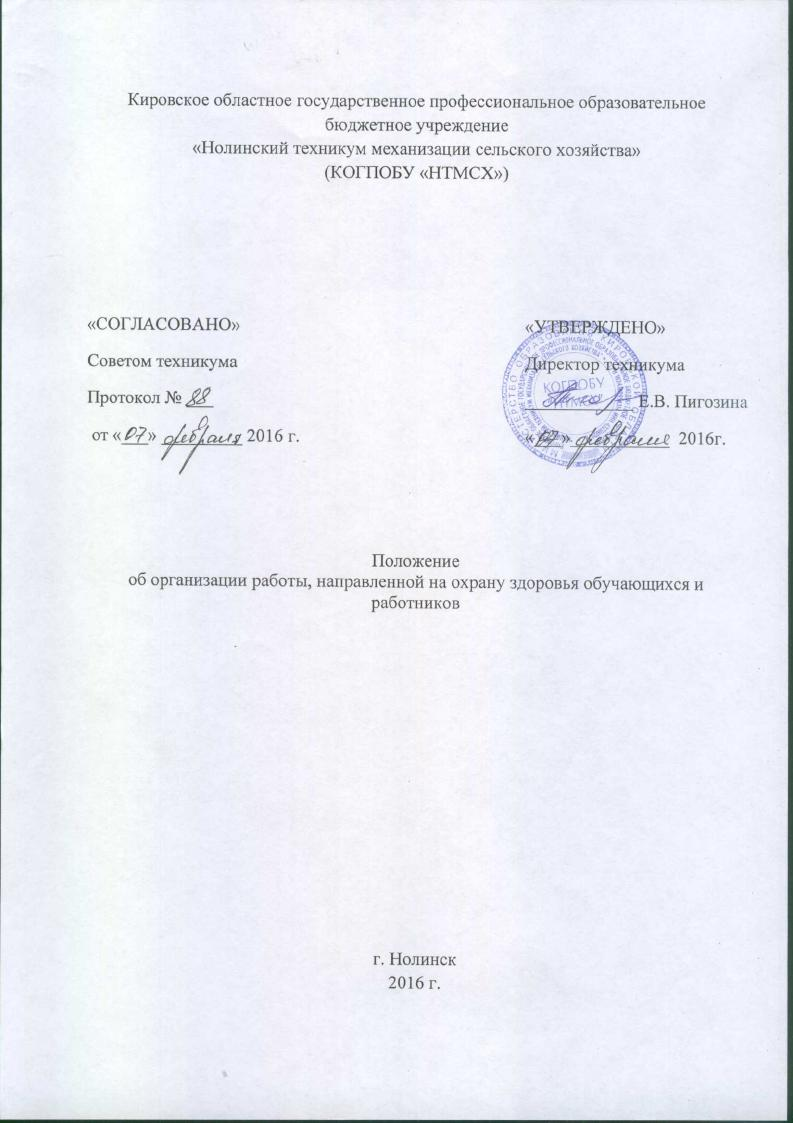 Кировское областное государственное профессиональное образовательное
бюджетное учреждение
«Нолинский техникум механизации сельского хозяйства»
(КОГПОБУ «НТМСХ»)
«СОГЛАСОВАНО»
Советом техникума
Протокол № 88
от «07» февраля 2016 г.
«УТВЕРЖДЕНО»
Директор техникума
Е.В. Пигозина
«07» февраля 2016г.
КОГПОБУ
Положение
об организации работы, направленной на охрану здоровья обучающихся и
работников
г. Нолинск
2016 г.